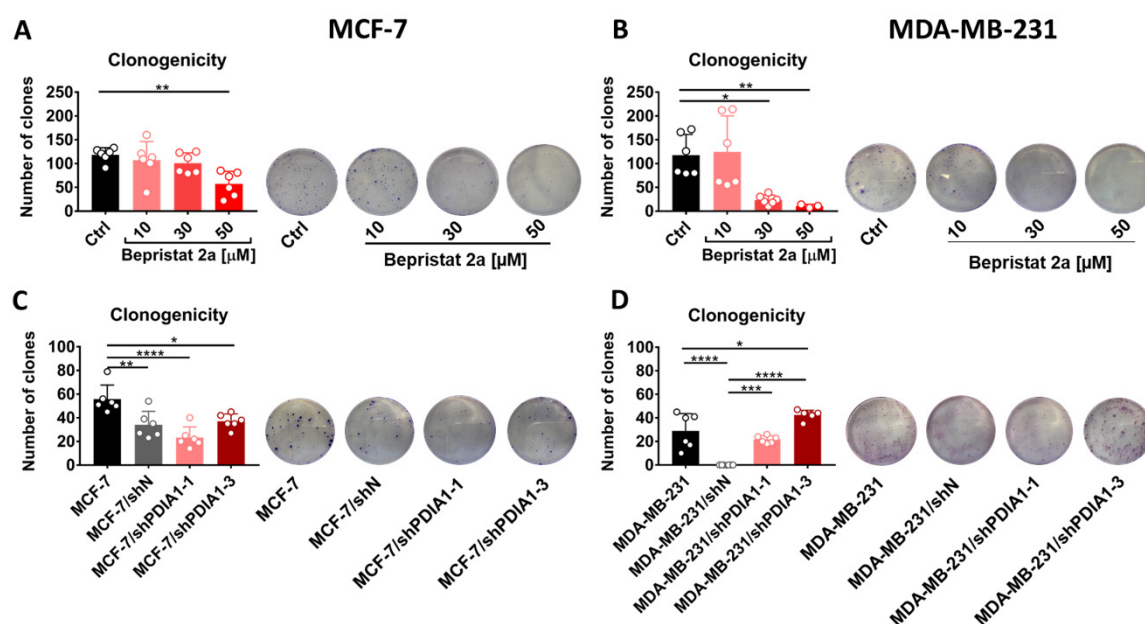 A
MCF-7
Clonogenicity
**
Number of clones
250
200
150
100
50
0
Ctrl
10
30
50
Bepristat 2a [μM]
Ctrl
10
30
50
Bepristat 2a [μM]
B
MDA-MB-231
Clonogenicity
**
*
Number of clones
250
200
150
100
50
0
Ctrl
10
30
50
Bepristat 2a [μM]
Ctrl
10
30
50
Bepristat 2a [μM]
C
Clonogenicity
*
****
**
Number of clones
100
80
60
40
20
0
MCF-7
MCF-7/shN
MCF-7/shPDIA1-1
MCF-7/shPDIA1-3
MCF-7
MCF-7/shN
MCF-7/shPDIA1-1
MCF-7/shPDIA1-3
D
Clonogenicity
*
****
****
***
Number of clones
100
80
60
40
20
0
MDA-MB-231
MDA-MB-231/shN
MDA-MB-231/shPDIA1-1
MDA-MB-231/shPDIA1-3
MDA-MB-231
MDA-MB-231/shN
MDA-MB-231/shPDIA1-1
MDA-MB-231/shPDIA1-3